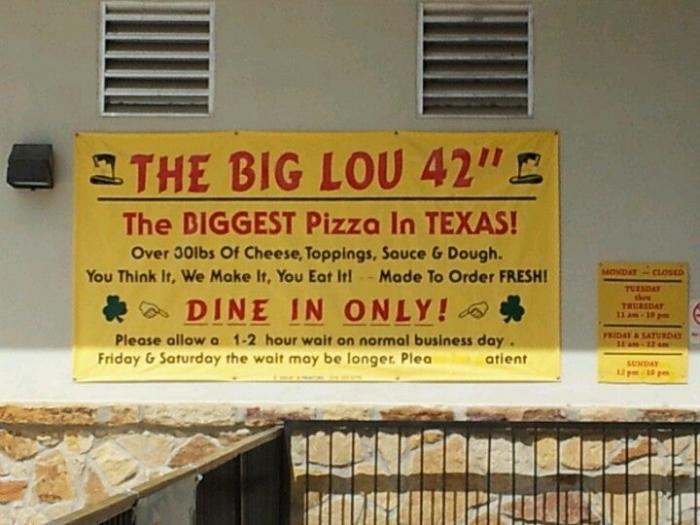 THE BIG LOU 42"
The BIGGEST Pizza In TEXAS!
Over 30lbs Of Cheese, Toppings, Sauce & Dough.
You Think It, We Make It, You Eat It! -- Made To Order FRESH!
DINE IN ONLY!
Please allow a 1-2 hour wait on normal business day.
Friday & Saturday the wait may be longer. Plea atient
MONDAY - CLOSED
TUESDAY
thru
THURSDAY
11 am - 10 pm
FRIDAY & SATURDAY
11 am - 12 am
SUNDAY
12 pm - 10 pm